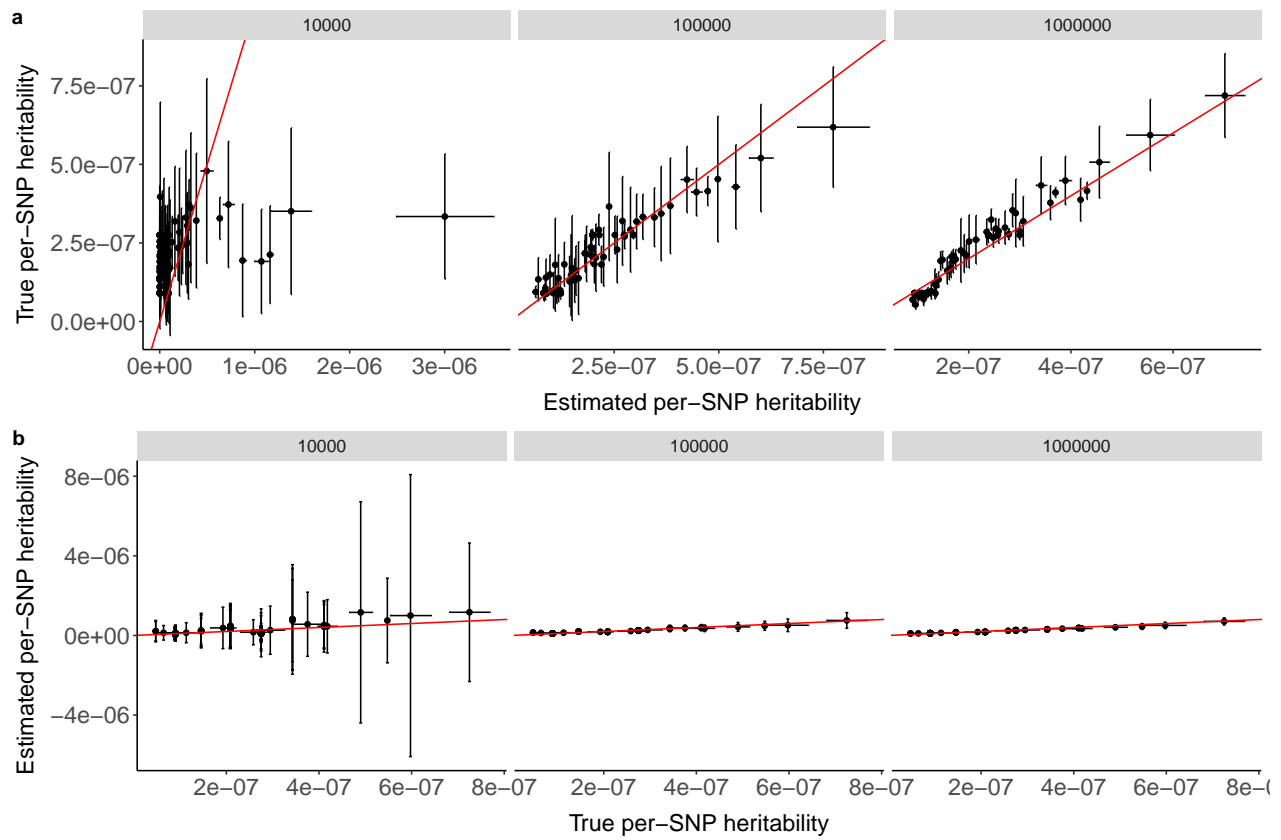 a
10000 100000 1000000
True per−SNP heritability
7.5e−07
5.0e−07
2.5e−07
0.0e+00
0e+00 1e−06 2e−06 3e−06 2.5e−07 5.0e−07 7.5e−07 2e−07 4e−07 6e−07
Estimated per−SNP heritability
b
10000 100000 1000000
Estimated per−SNP heritability
8e−06
4e−06
0e+00
−4e−06
2e−07 4e−07 6e−07 8e−07 2e−07 4e−07 6e−07 8e−07 2e−07 4e−07 6e−07 8e−0
True per−SNP heritability